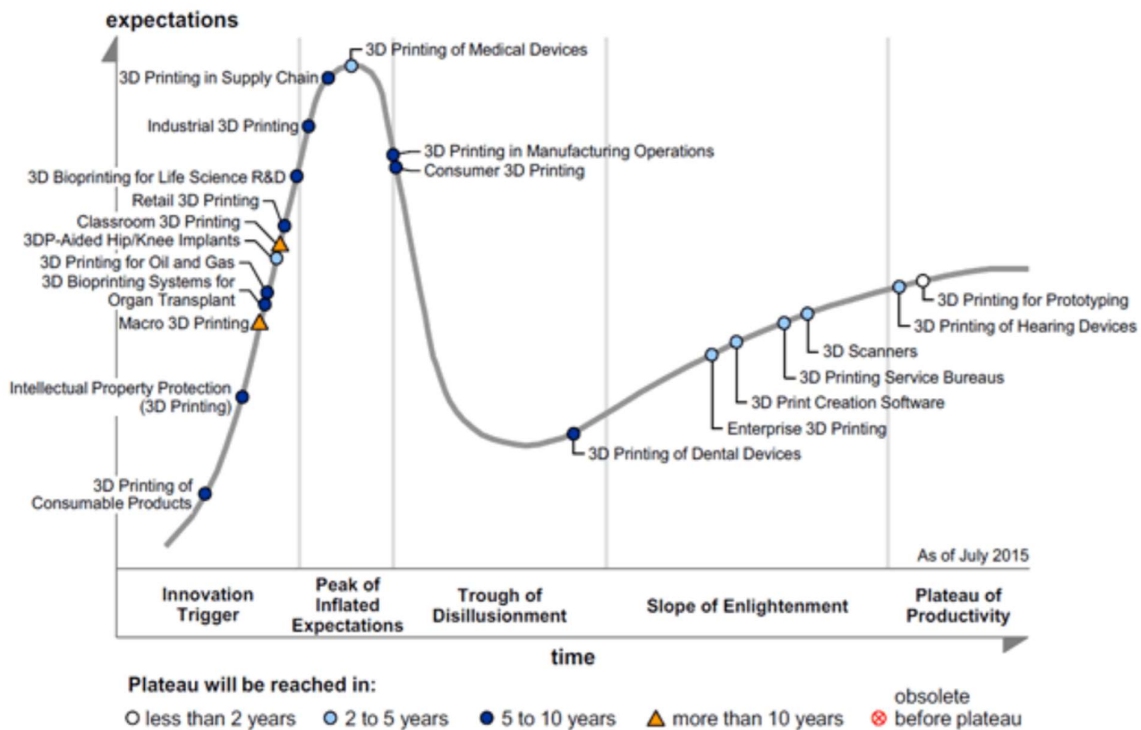 expectations
3D Printing of Medical Devices
3D Printing in Supply Chain
Industrial 3D Printing
3D Printing in Manufacturing Operations
Consumer 3D Printing
3D Bioprinting for Life Science R&D
Retail 3D Printing
Classroom 3D Printing
3DP-Aided Hip/Knee Implants
3D Printing for Oil and Gas
3D Bioprinting Systems for
Organ Transplant
Macro 3D Printing
3D Printing for Prototyping
3D Printing of Hearing Devices
3D Scanners
3D Printing Service Bureaus
3D Print Creation Software
Enterprise 3D Printing
3D Printing of Dental Devices
Intellectual Property Protection
(3D Printing)
3D Printing of
Consumable Products
As of July 2015
Innovation
Trigger
Peak of
Inflated
Expectations
Trough of
Disillusionment
Slope of Enlightenment
Plateau of
Productivity
time
Plateau will be reached in:
less than 2 years
2 to 5 years
5 to 10 years
more than 10 years
obsolete
before plateau